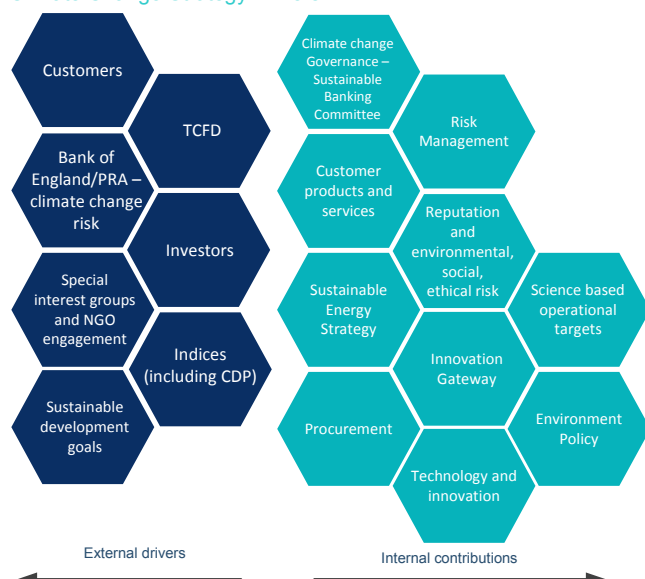 Customers
TCFD
Bank of
England/PRA –
climate change
risk
Investors
Special
interest groups
and NGO
engagement
Indices
(including CDP)
Sustainable
development
goals
Climate change
Governance –
Sustainable
Banking
Committee
Risk
Management
Customer
products and
services
Reputation
and
environmental,
social,
ethical risk
Sustainable
Energy
Strategy
Science based
operational
targets
Innovation
Gateway
Procurement
Environment
Policy
Technology and
innovation
External drivers
Internal contributions